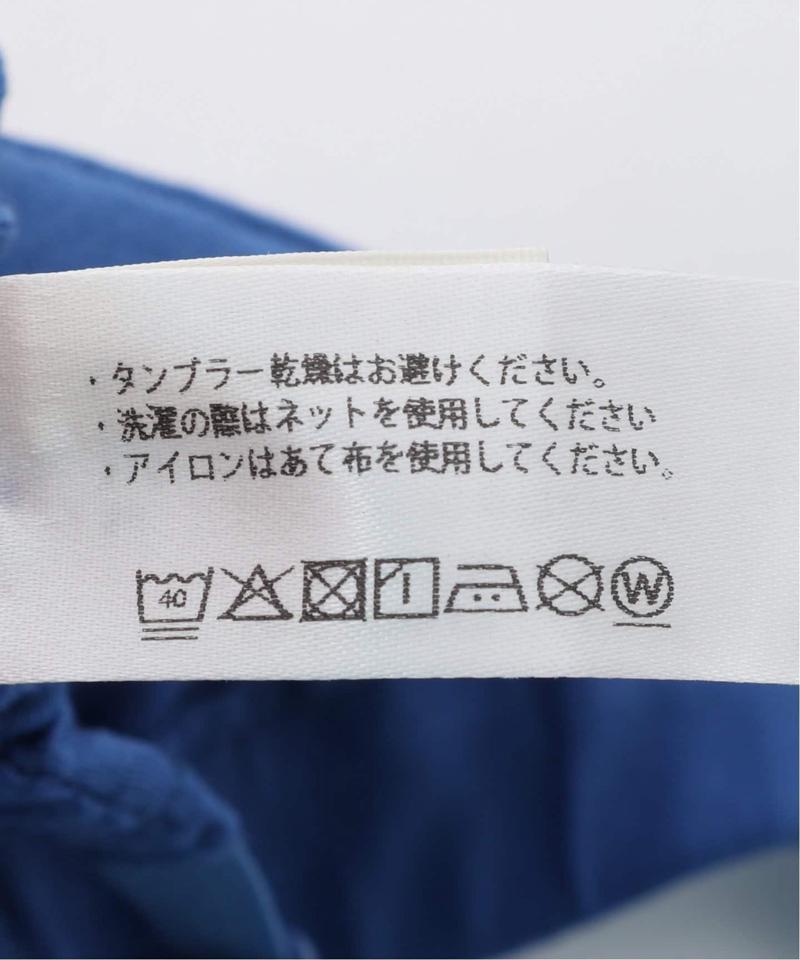 ・タンブラー乾燥はお避けください。
・洗濯の際はネットを使用してください
・アイロンはあて布を使用してください。
40 W